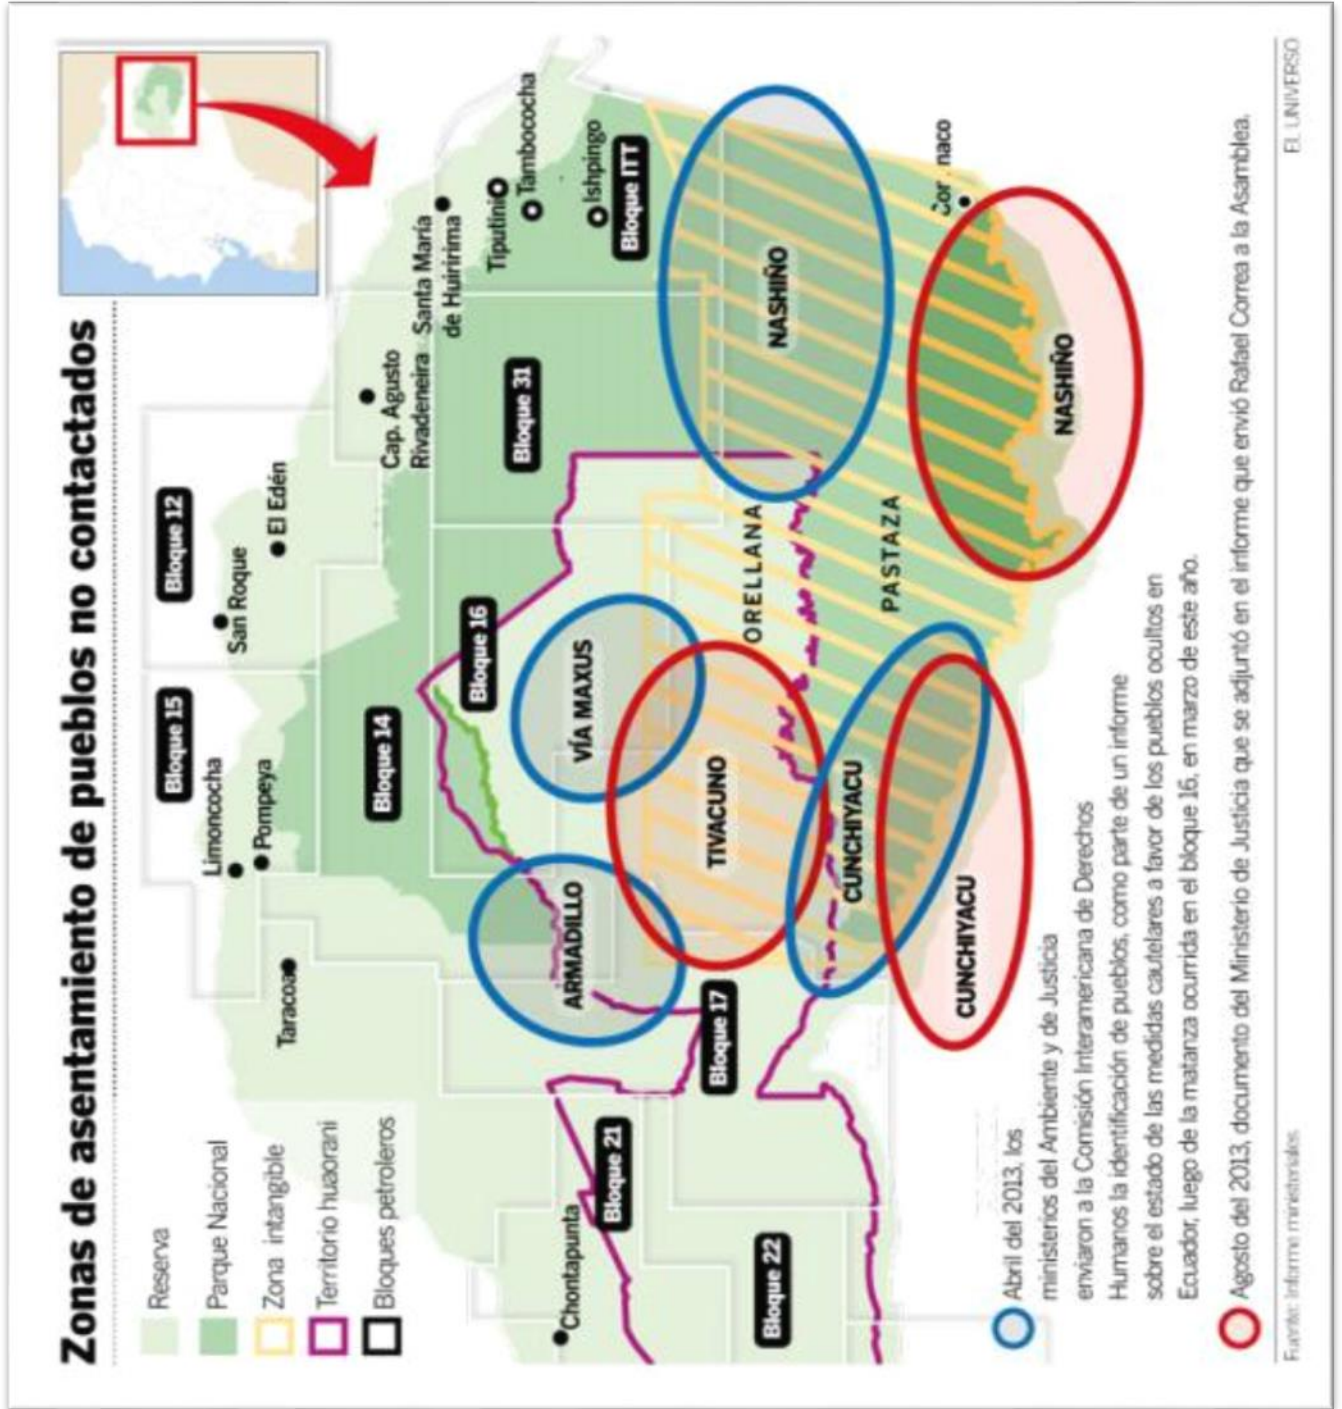 Zonas de asentamiento de pueblos no contactados
Reserva
Parque Nacional
Zona intangible
Territorio huaorani
Bloques petroleros
Bloque 15
Bloque 12
Limoncocha
Pompeya
San Roque
El Edén
Taracoa
Bloque 14
Cap. Agusto
Rivadeneira
Santa María
de Huiririma
Tiputini
Tambococha
Ishpingo
Bloque ITT
Bloque 16
Bloque 31
Chontapunta
Bloque 21
ARMADILLO
VÍA MAXUS
Bloque 17
TIVACUNO
ORELLANA
NASHIÑO
Bloque 22
CUNCHIYACU
PASTAZA
CUNCHIYACU
NASHIÑO
Abril del 2013, los
ministerios del Ambiente y de Justicia
enviaron a la Comisión Interamericana de Derechos
Humanos la identificación de pueblos, como parte de un informe
sobre el estado de las medidas cautelares a favor de los pueblos ocultos en
Ecuador, luego de la matanza ocurrida en el bloque 16, en marzo de este año.
Agosto del 2013, documento del Ministerio de Justicia que se adjuntó en el informe que envió Rafael Correa a la Asamblea.
Fuente: Informe ministeriales.
EL UNIVERSO